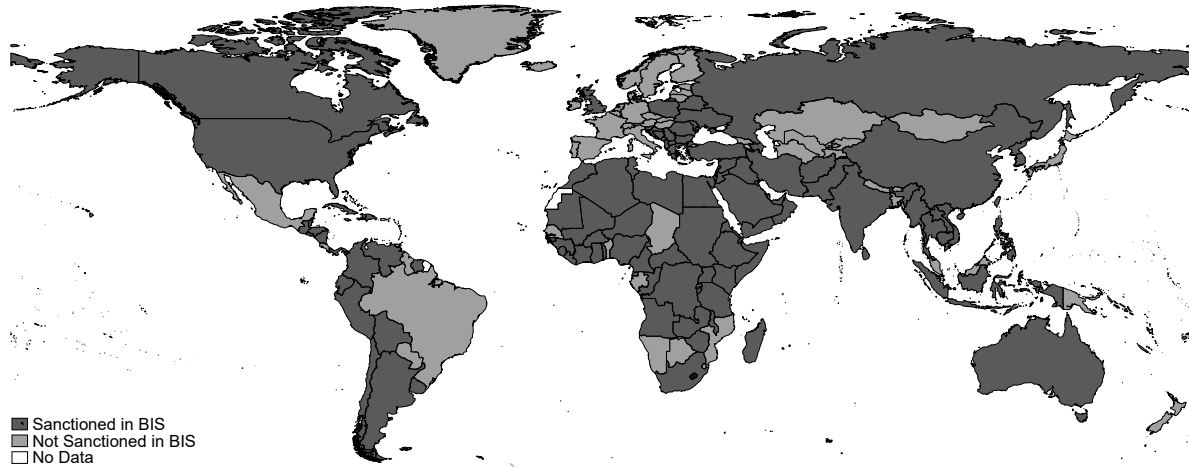 Sanctioned in BIS
Not Sanctioned in BIS
No Data